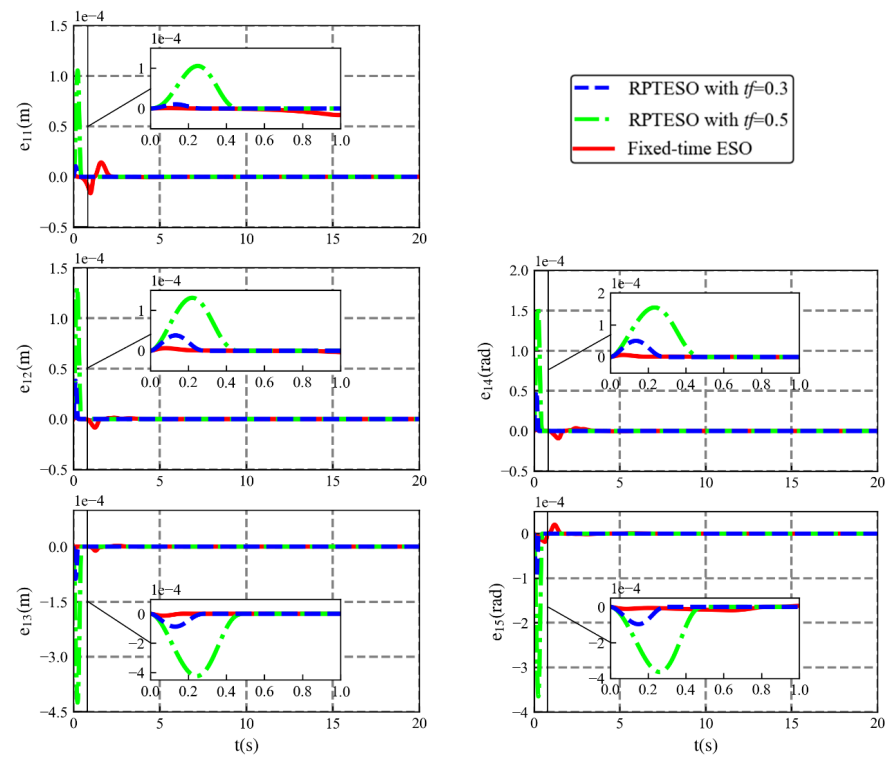 RPTESO with tf=0.3
RPTESO with tf=0.5
Fixed-time ESO
1e−4
e11(m)
1.5
1.0
0.5
0.0
−0.5
0 5 10 15 20
1e−4
1
0
0.0 0.2 0.4 0.6 0.8 1.0
1e−4
e12(m)
1.5
1.0
0.5
0.0
−0.5
0 5 10 15 20
1e−4
1
0
0.0 0.2 0.4 0.6 0.8 1.0
1e−4
e13(m)
0.0
−1.5
−3.0
−4.5
0 5 10 15 20
t(s)
1e−4
0
−2
−4
0.0 0.2 0.4 0.6 0.8 1.0
1e−4
e14(rad)
2.0
1.5
1.0
0.5
0.0
−0.5
0 5 10 15 20
1e−4
2
0
0.0 0.2 0.4 0.6 0.8 1.0
1e−4
e15(rad)
0
−1
−2
−3
−4
0 5 10 15 20
t(s)
1e−4
0
−2
−4
0.0 0.2 0.4 0.6 0.8 1.0